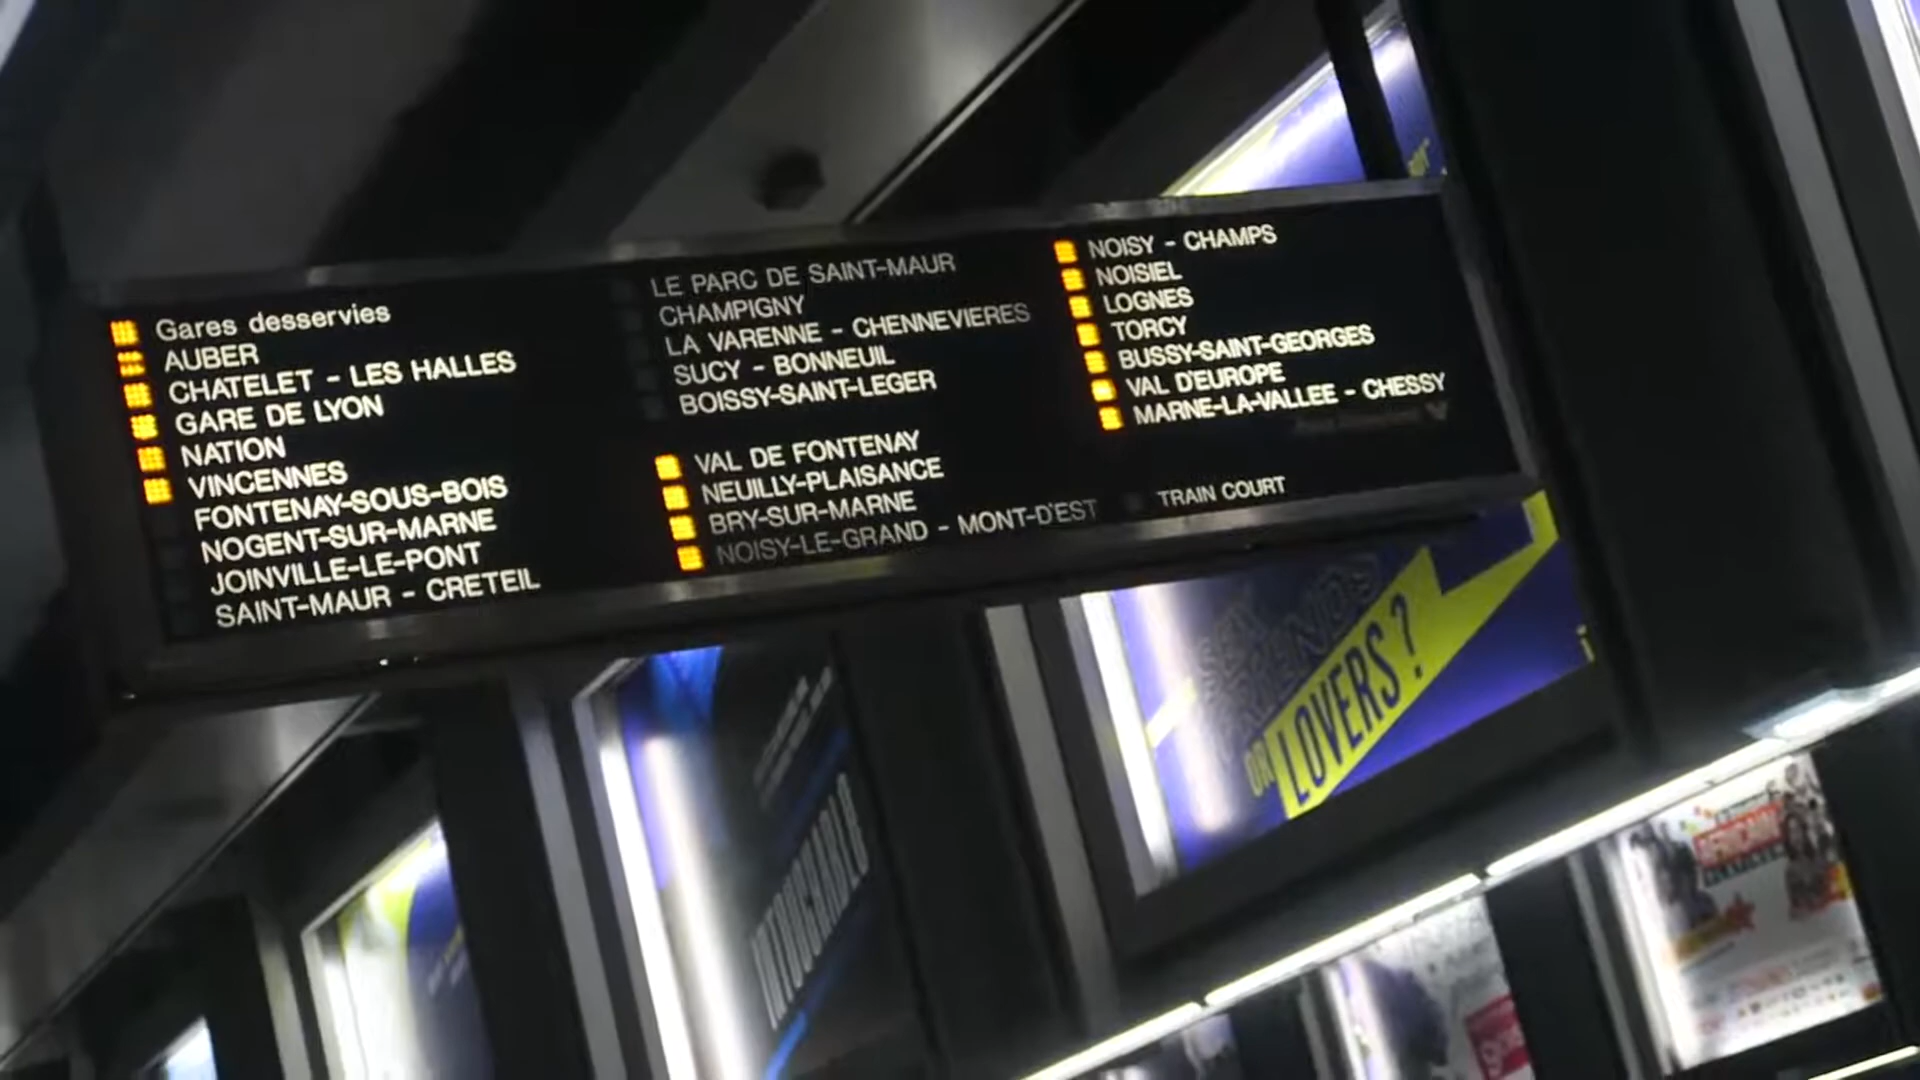 Gares desservies
AUBER
CHATELET - LES HALLES
GARE DE LYON
NATION
VINCENNES
FONTENAY-SOUS-BOIS
NOGENT-SUR-MARNE
JOINVILLE-LE-PONT
SAINT-MAUR - CRETEIL
LE PARC DE SAINT-MAUR
CHAMPIGNY
LA VARENNE - CHENNEVIERES
SUCY - BONNEUIL
BOISSY-SAINT-LEGER
VAL DE FONTENAY
NEUILLY-PLAISANCE
BRY-SUR-MARNE
NOISY-LE-GRAND - MONT-D'EST
NOISY - CHAMPS
NOISIEL
LOGNES
TORCY
BUSSY-SAINT-GEORGES
VAL D'EUROPE
MARNE-LA-VALLEE - CHESSY
TRAIN COURT
SEX
FRIENDS
OR LOVERS ?